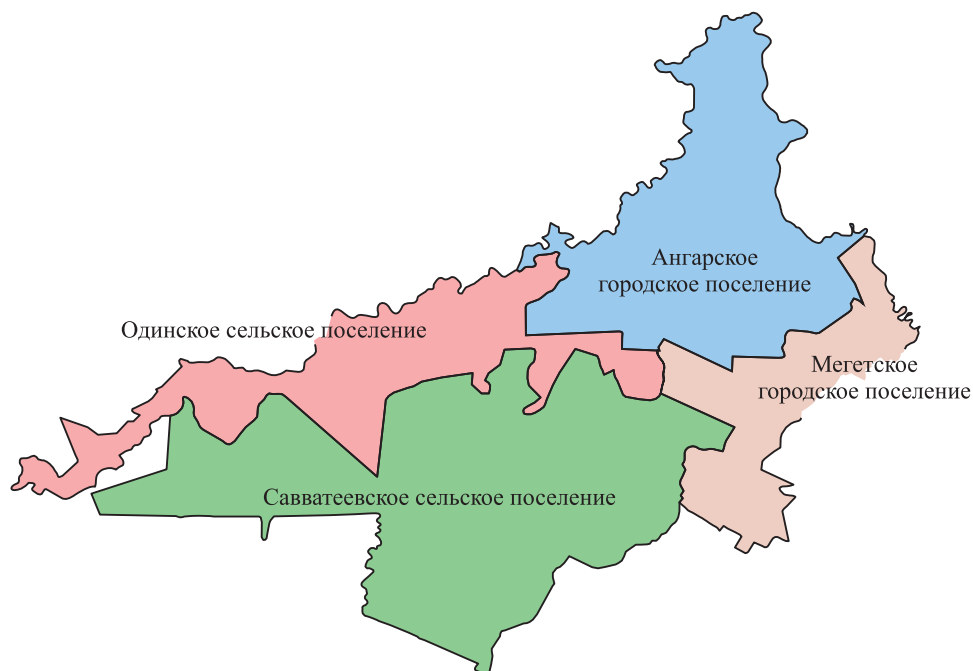 Ангарское
городское поселение
Одинское сельское поселение
Мегетское
городское поселение
Савватеевское сельское поселение